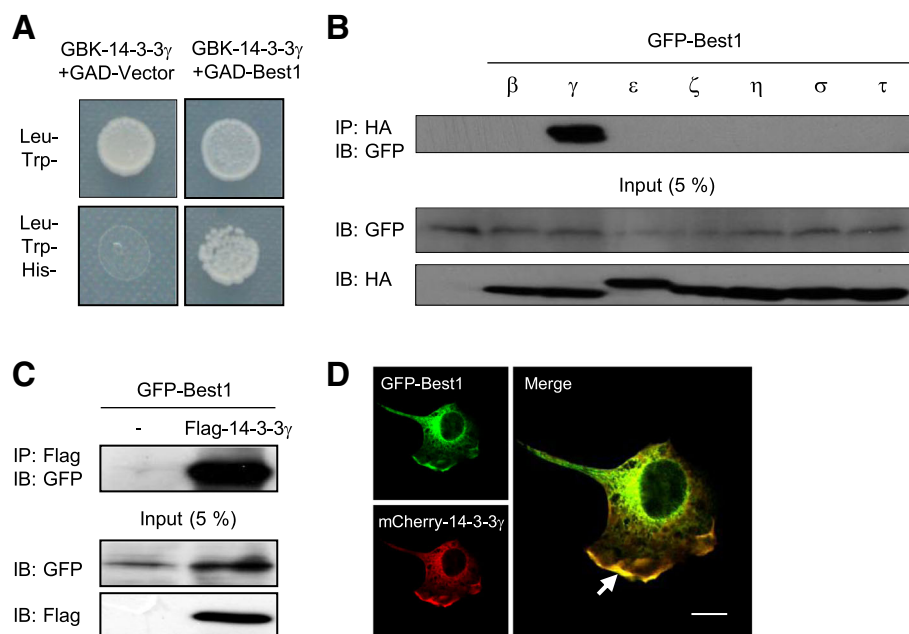 A
GBK-14-3-3γ
+GAD-Vector
GBK-14-3-3γ
+GAD-Best1
Leu-
Trp-
Leu-
Trp-
His-
B
GFP-Best1
β γ ε ζ η σ τ
IP: HA
IB: GFP
Input (5 %)
IB: GFP
IB: HA
C
GFP-Best1
- Flag-14-3-3γ
IP: Flag
IB: GFP
Input (5 %)
IB: GFP
IB: Flag
D
GFP-Best1
mCherry-14-3-3γ
Merge